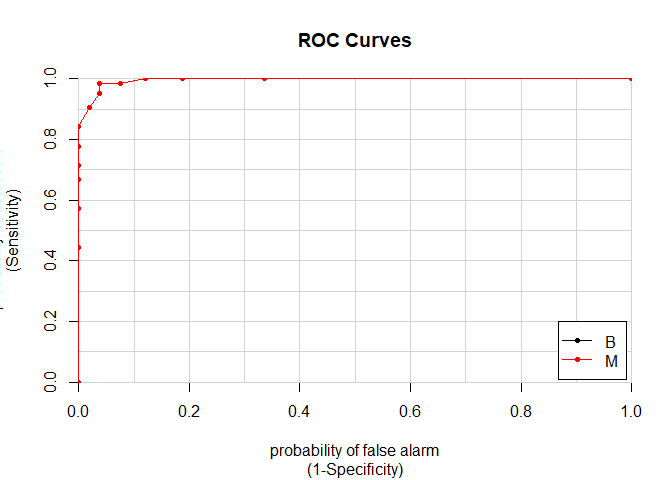 ROC Curves
(Sensitivity)
1.0
0.8
0.6
0.4
0.2
0.0
B
M
0.0 0.2 0.4 0.6 0.8 1.0
probability of false alarm
(1-Specificity)